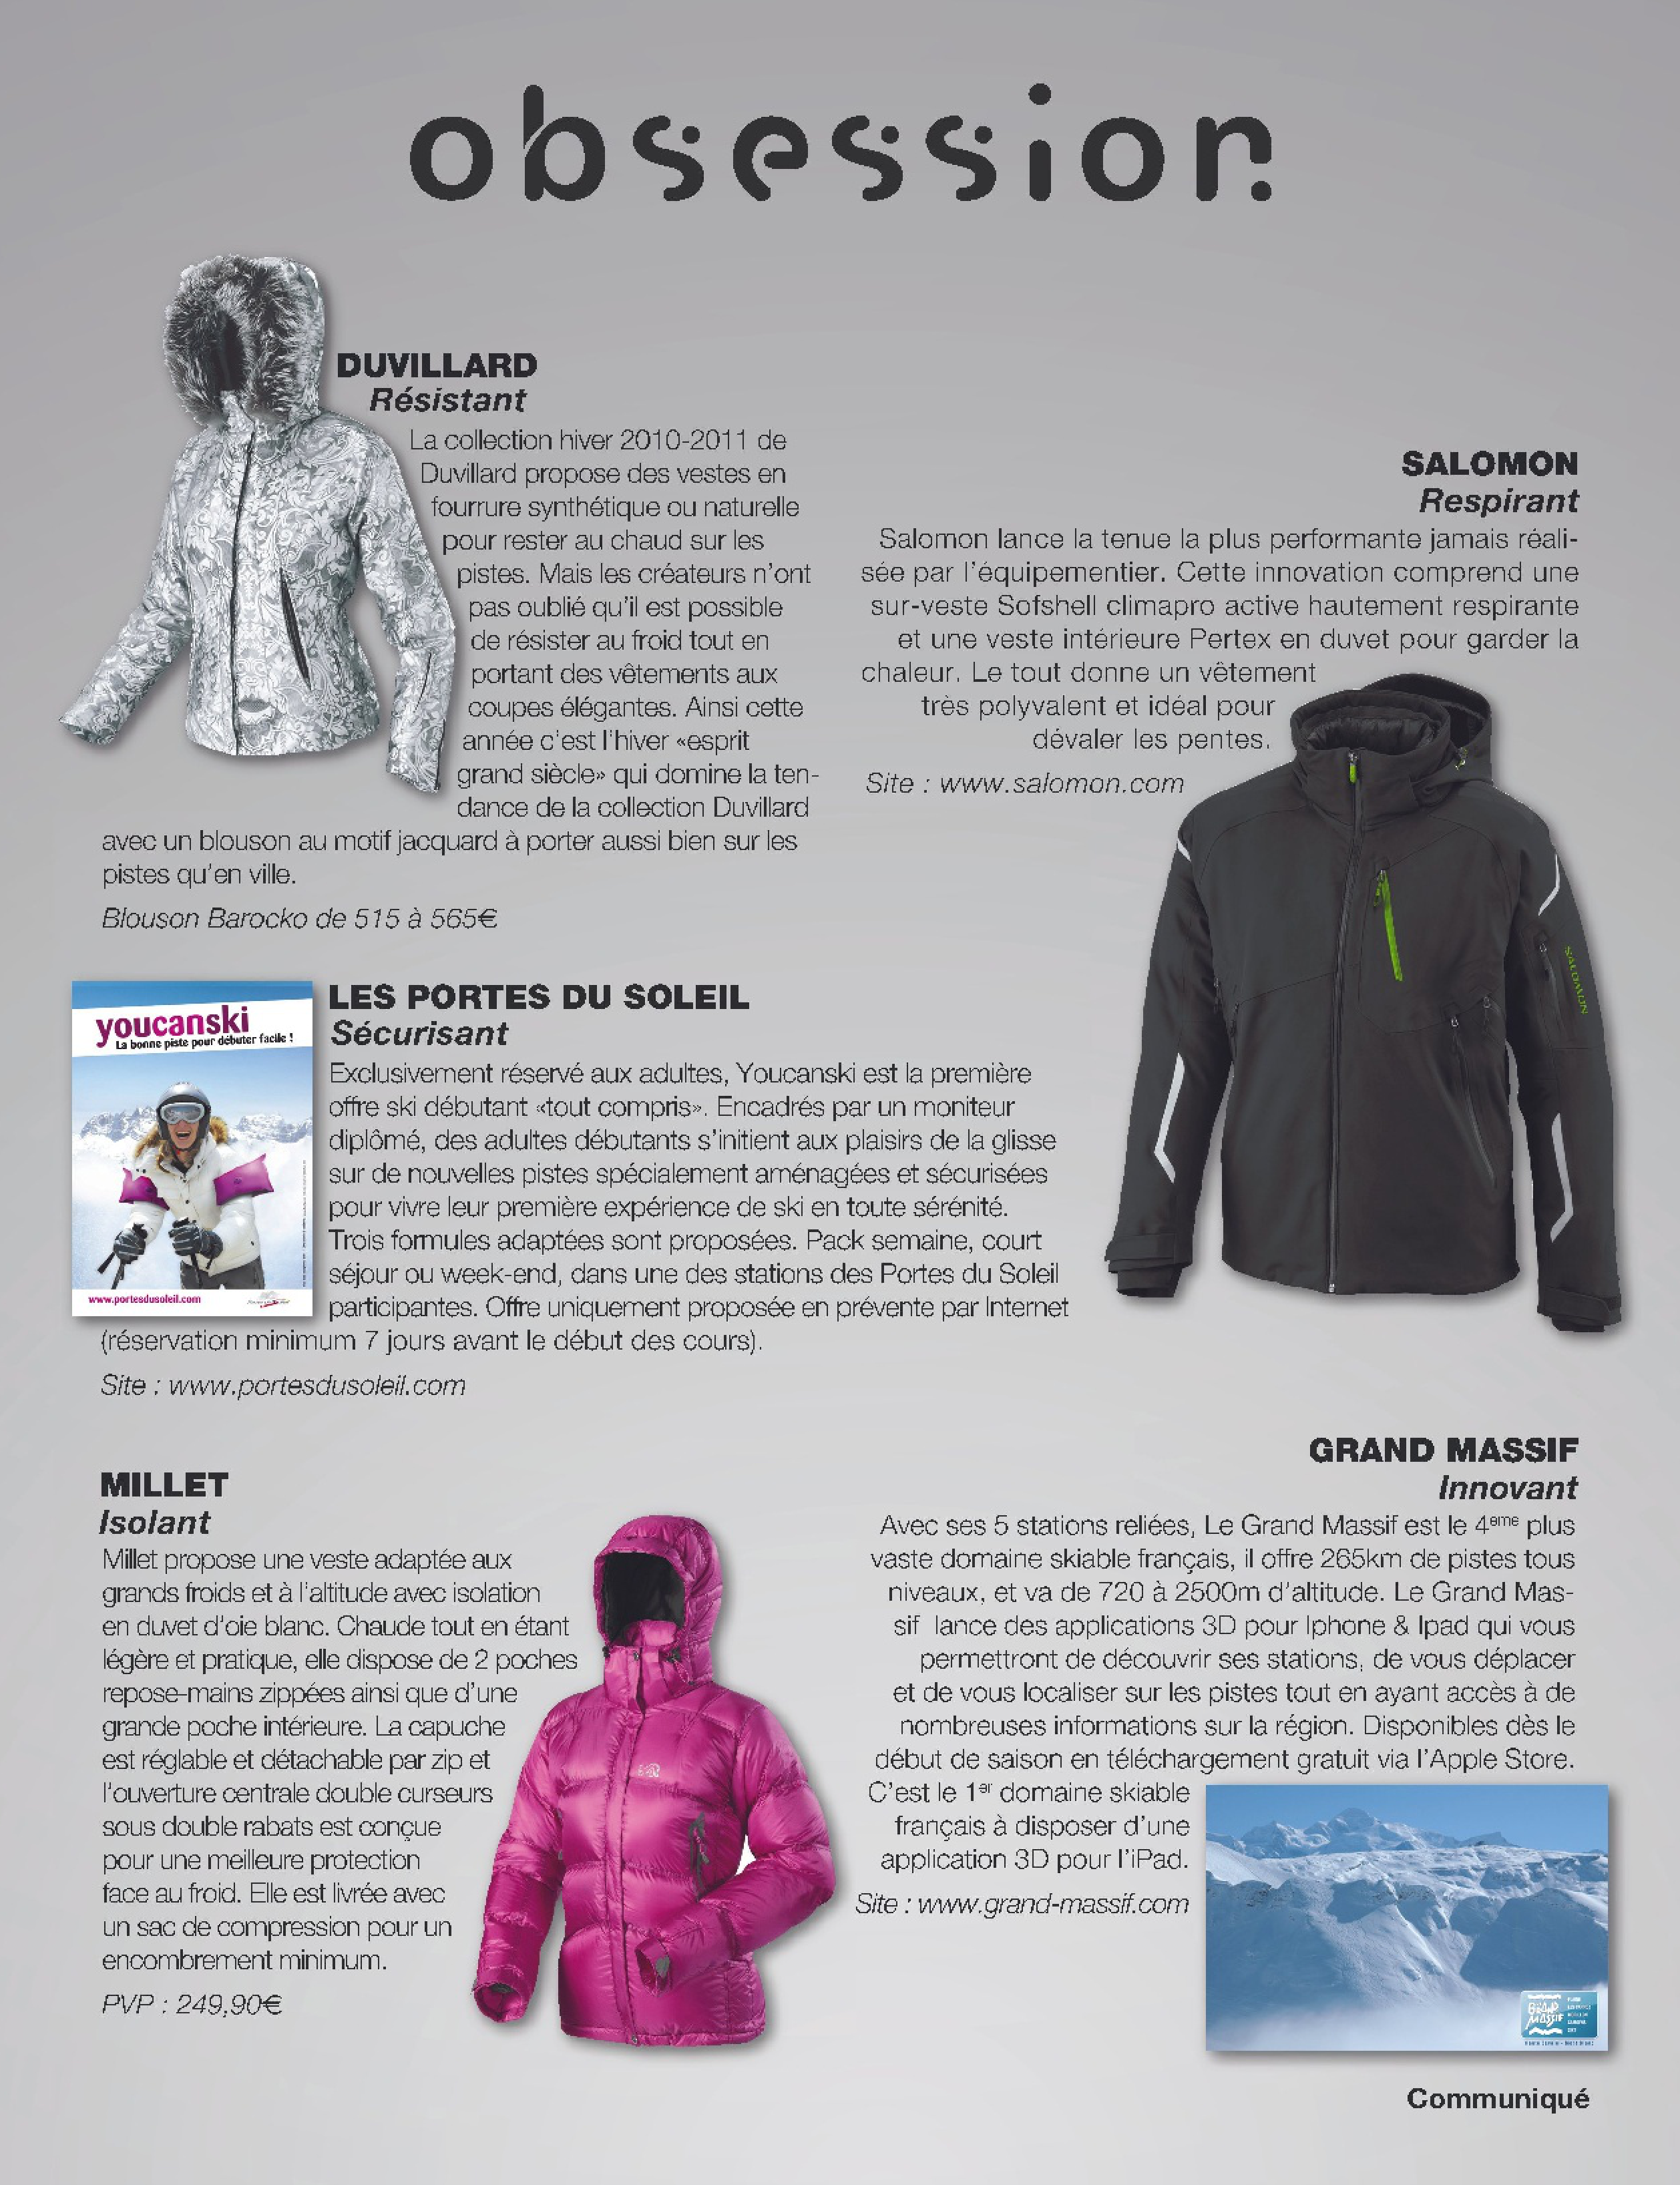 obsession
DUVILLARD
Résistant
La collection hiver 2010-2011 de
Duvillard propose des vestes en
fourrure synthétique ou naturelle
pour rester au chaud sur les
pistes. Mais les créateurs n'ont
pas oublié qu'il est possible
de résister au froid tout en
portant des vêtements aux
coupes élégantes. Ainsi cette
année c'est l'hiver «esprit
grand siècle» qui domine la ten-
dance de la collection Duvillard
avec un blouson au motif jacquard à porter aussi bien sur les
pistes qu'en ville.
Blouson Barocko de 515 à 565€
SALOMON
Respirant
Salomon lance la tenue la plus performante jamais réali-
sée par l'équipementier. Cette innovation comprend une
sur-veste Sofshell climapro active hautement respirante
et une veste intérieure Pertex en duvet pour garder la
chaleur. Le tout donne un vêtement
très polyvalent et idéal pour
dévaler les pentes.
Site : www.salomon.com
SALOMON
youcanski
La bonne piste pour débuter facile !
www.portesdusoleil.com
LES PORTES DU SOLEIL
Sécurisant
Exclusivement réservé aux adultes, Youcanski est la première
offre ski débutant «tout compris». Encadrés par un moniteur
diplômé, des adultes débutants s'initient aux plaisirs de la glisse
sur de nouvelles pistes spécialement aménagées et sécurisées
pour vivre leur première expérience de ski en toute sérénité.
Trois formules adaptées sont proposées. Pack semaine, court
séjour ou week-end, dans une des stations des Portes du Soleil
participantes. Offre uniquement proposée en prévente par Internet
(réservation minimum 7 jours avant le début des cours).
Site : www.portesdusoleil.com
MILLET
Isolant
Millet propose une veste adaptée aux
grands froids et à l'altitude avec isolation
en duvet d'oie blanc. Chaude tout en étant
légère et pratique, elle dispose de 2 poches
repose-mains zippées ainsi que d'une
grande poche intérieure. La capuche
est réglable et détachable par zip et
l'ouverture centrale double curseurs
sous double rabats est conçue
pour une meilleure protection
face au froid. Elle est livrée avec
un sac de compression pour un
encombrement minimum.
PVP : 249,90€
GRAND MASSIF
Innovant
Avec ses 5 stations reliées, Le Grand Massif est le 4eme plus
vaste domaine skiable français, il offre 265km de pistes tous
niveaux, et va de 720 à 2500m d'altitude. Le Grand Mas-
sif lance des applications 3D pour Iphone & Ipad qui vous
permettront de découvrir ses stations, de vous déplacer
et de vous localiser sur les pistes tout en ayant accès à de
nombreuses informations sur la région. Disponibles dès le
début de saison en téléchargement gratuit via l'Apple Store.
C'est le 1er domaine skiable
français à disposer d'une
application 3D pour l'iPad.
Site : www.grand-massif.com
GRAND
MASSIF
Communiqué